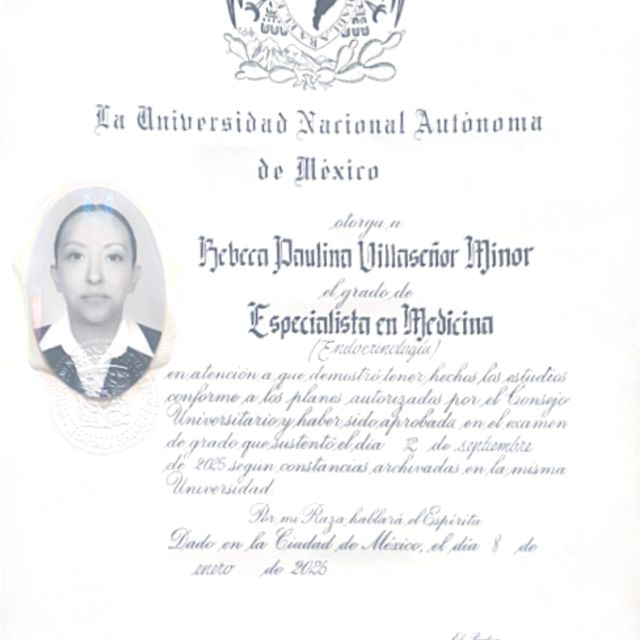 La Universidad Nacional Autónoma
de México
otorga a
Rebeca Paulina Villaseñor Minor
el grado de
Especialista en Medicina
(Endocrinología)
en atención a que demostró tener hechos los estudios
conforme a los planes autorizados por el Consejo
Universitario y haber sido aprobada en el examen
de grado que sustentó el día 2 de septiembre
de 2025 según constancias archivadas en la misma
Universidad.
Por mi Raza hablará el Espíritu
Dado en la Ciudad de México, el día 8 de
enero de 2025